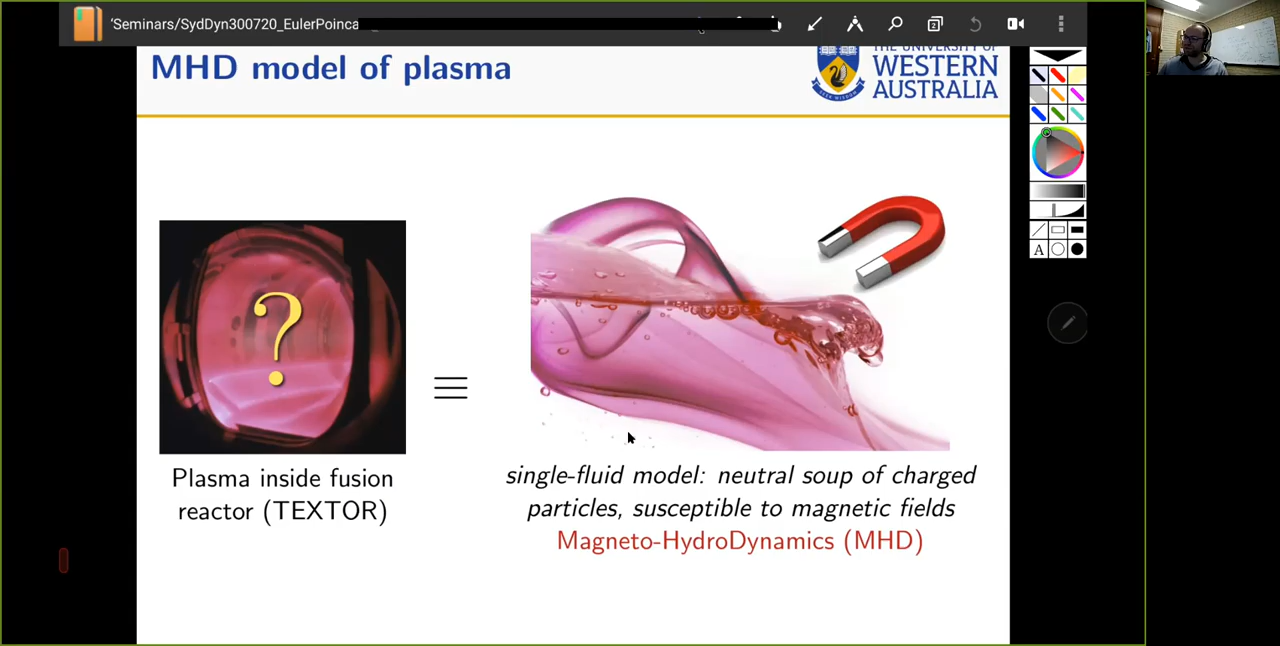 'Seminars/SydDyn300720_EulerPoinca
2
MHD model of plasma
THE UNIVERSITY OF
WESTERN
AUSTRALIA
?
≡
Plasma inside fusion
reactor (TEXTOR)
single-fluid model: neutral soup of charged
particles, susceptible to magnetic fields
Magneto-HydroDynamics (MHD)
A